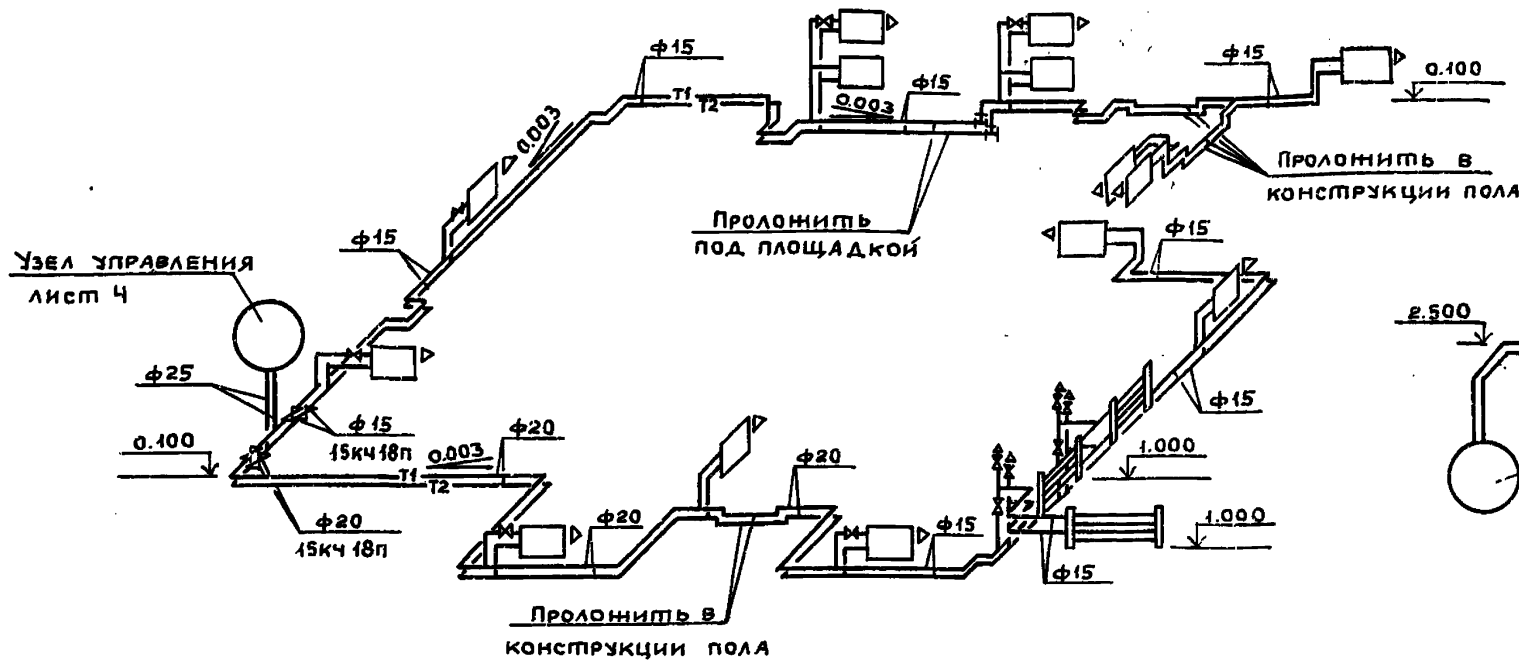 ф15
Т1
Т2
0.003
ф15
0.003
ф15
ф15
0.100
Проложить в
конструкции пола
Проложить
под площадкой
ф15
Узел управления
лист 4
ф25
ф15
15кч18п
0.100
0.003
ф20
Т1
Т2
ф20
15кч 18п
ф20
ф20
Проложить в
конструкции пола
ф15
ф15
ф15
1.000
1.000
ф15
2.500